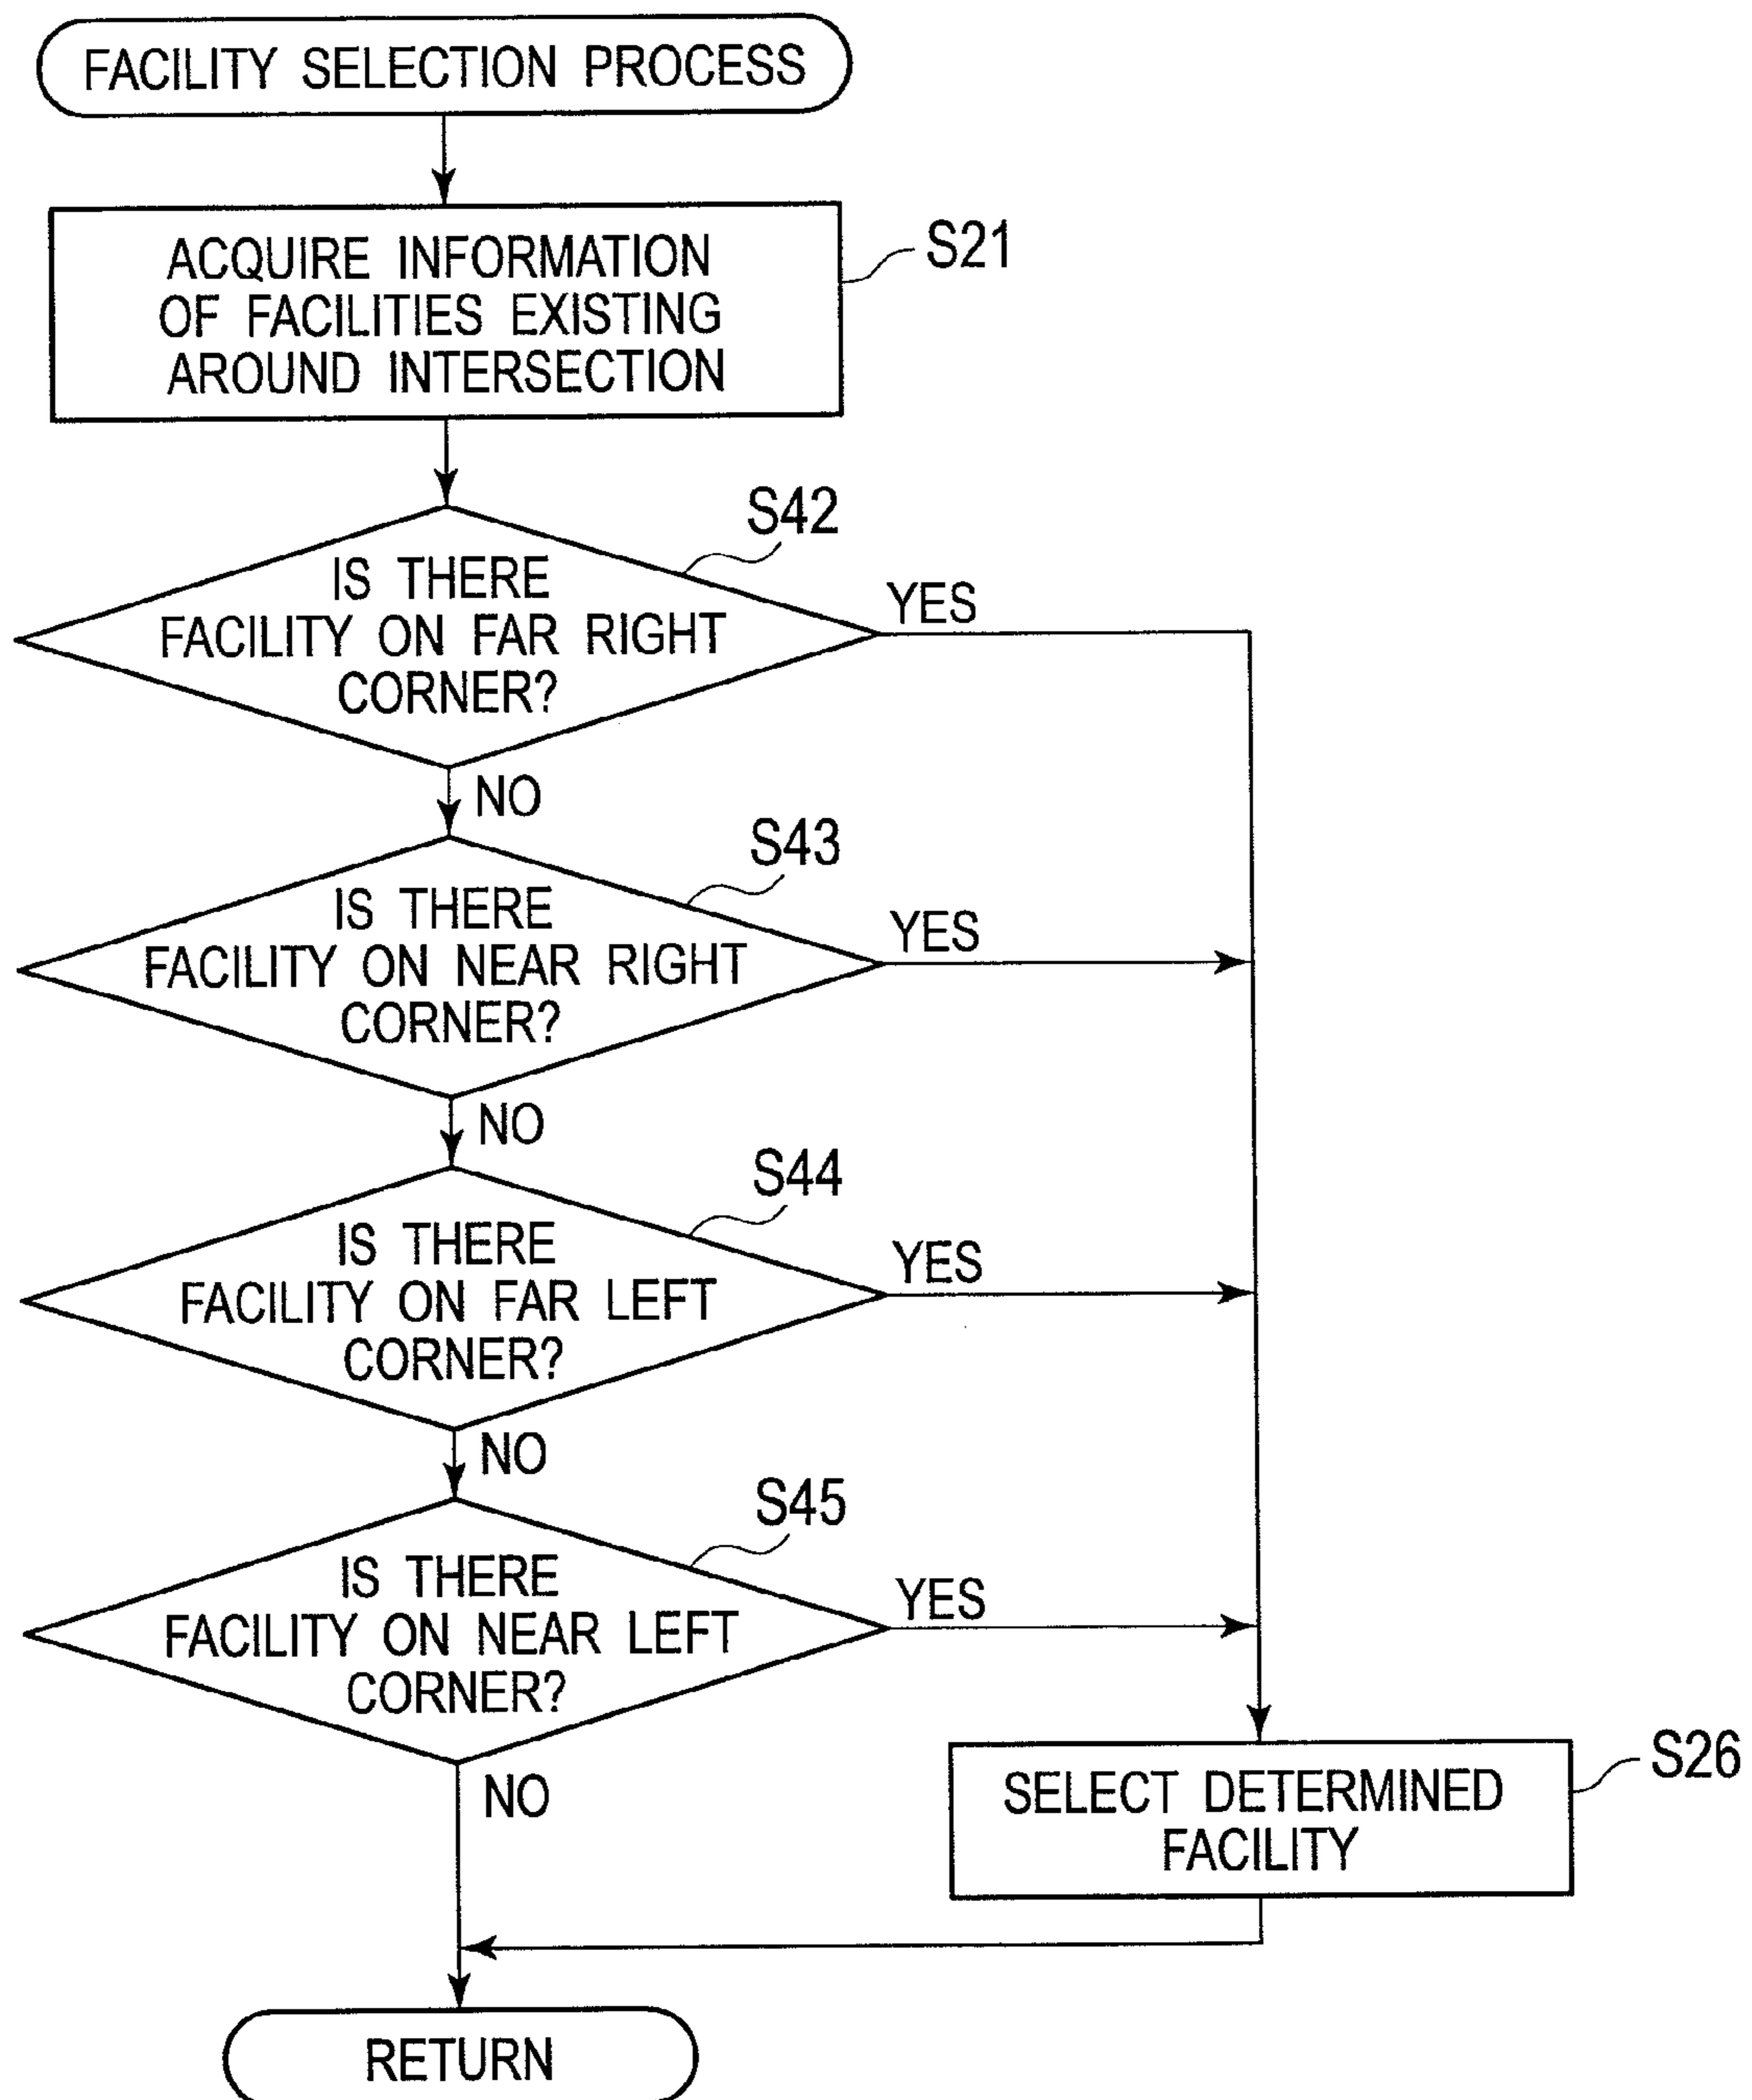 FACILITY SELECTION PROCESS
ACQUIRE INFORMATION
OF FACILITIES EXISTING
AROUND INTERSECTION
S21
S42
IS THERE
FACILITY ON FAR RIGHT
CORNER?
YES
NO
S43
IS THERE
FACILITY ON NEAR RIGHT
CORNER?
YES
NO
S44
IS THERE
FACILITY ON FAR LEFT
CORNER?
YES
NO
S45
IS THERE
FACILITY ON NEAR LEFT
CORNER?
YES
NO
SELECT DETERMINED
FACILITY
S26
RETURN